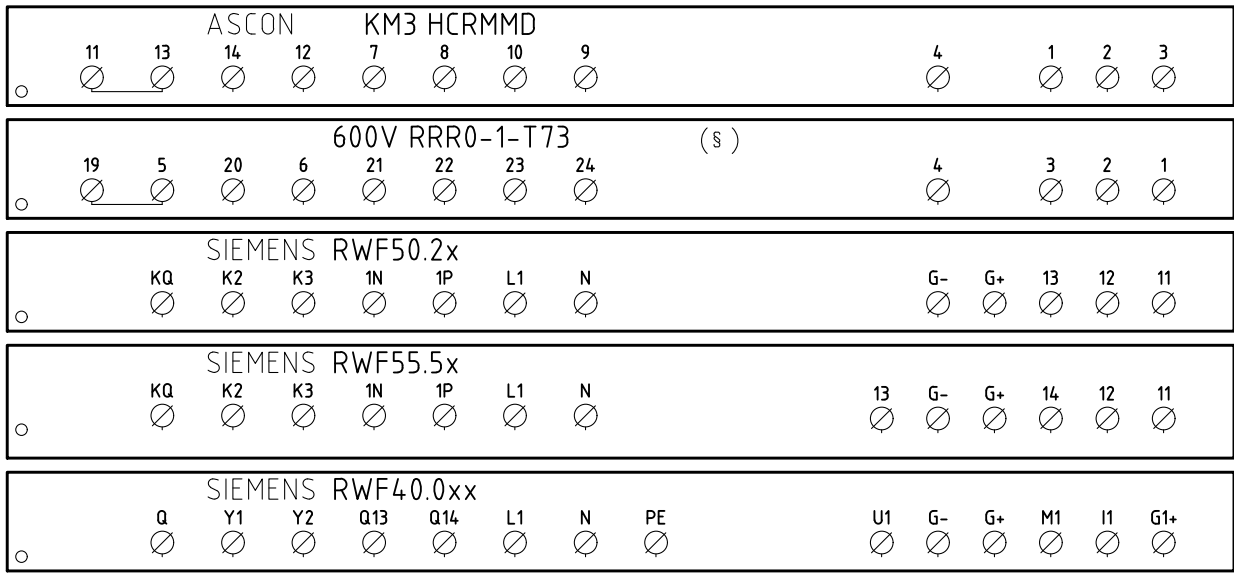 ASCON KM3 HCRMMD
11 13 14 12 7 8 10 9 4 1 2 3
600V RRR0-1-T73 (§)
19 5 20 6 21 22 23 24 4 3 2 1
SIEMENS RWF50.2x
KQ K2 K3 1N 1P L1 N G- G+ 13 12 11
SIEMENS RWF55.5x
KQ K2 K3 1N 1P L1 N 13 G- G+ 14 12 11
SIEMENS RWF40.0xx
Q Y1 Y2 Q13 Q14 L1 N PE U1 G- G+ M1 I1 G1+